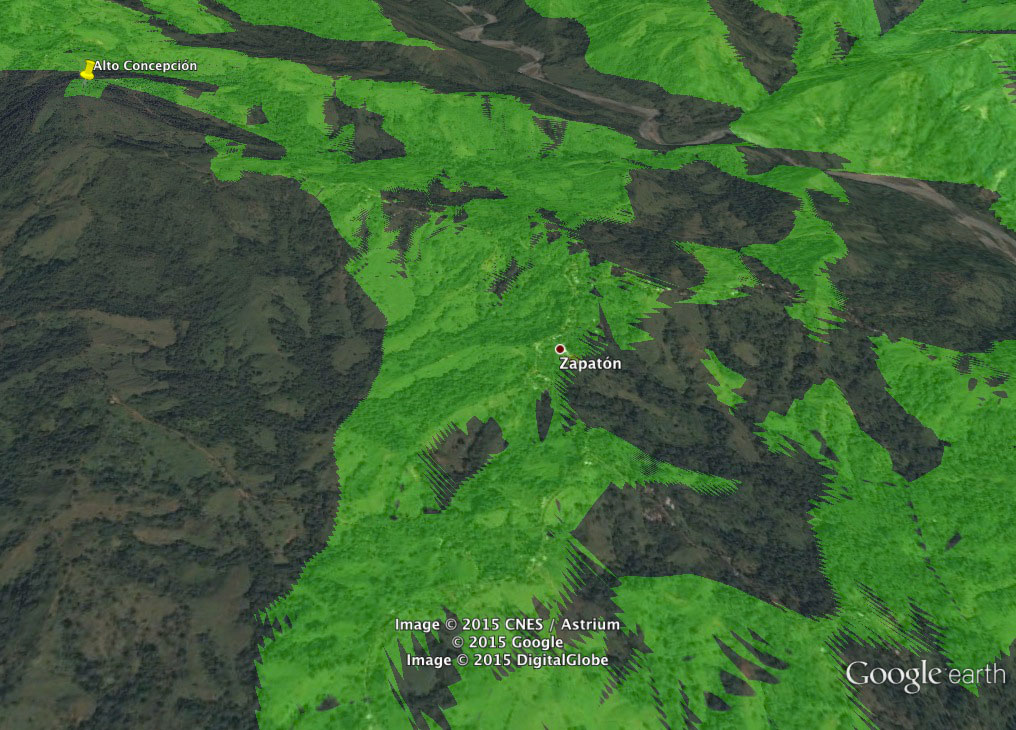 Alto Concepción
Zapatón
Image © 2015 CNES / Astrium
© 2015 Google
Image © 2015 DigitalGlobe
Google earth